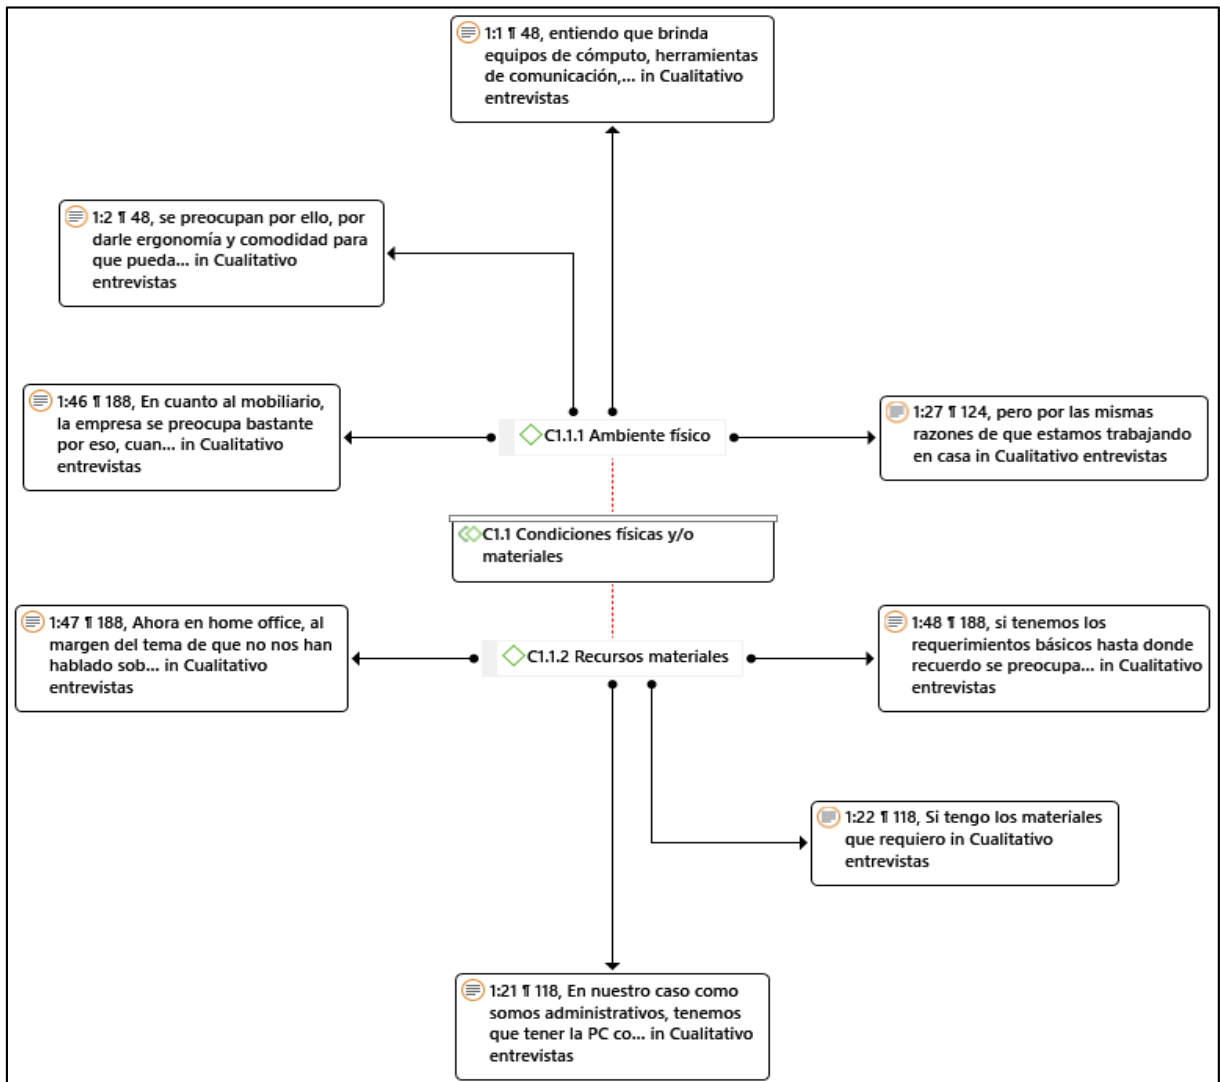 1:1 ¶ 48, entiendo que brinda
equipos de cómputo, herramientas
de comunicación,... in Cualitativo
entrevistas
1:2 ¶ 48, se preocupan por ello, por
darle ergonomía y comodidad para
que pueda... in Cualitativo
entrevistas
1:46 ¶ 188, En cuanto al mobiliario,
la empresa se preocupa bastante
por eso, cuan... in Cualitativo
entrevistas
C1.1.1 Ambiente físico
1:27 ¶ 124, pero por las mismas
razones de que estamos trabajando
en casa in Cualitativo entrevistas
C1.1 Condiciones físicas y/o
materiales
1:47 ¶ 188, Ahora en home office, al
margen del tema de que no nos han
hablado sob... in Cualitativo
entrevistas
C1.1.2 Recursos materiales
1:48 ¶ 188, si tenemos los
requerimientos básicos hasta donde
recuerdo se preocupa... in Cualitativo
entrevistas
1:22 ¶ 118, Si tengo los materiales
que requiero in Cualitativo
entrevistas
1:21 ¶ 118, En nuestro caso como
somos administrativos, tenemos
que tener la PC co... in Cualitativo
entrevistas